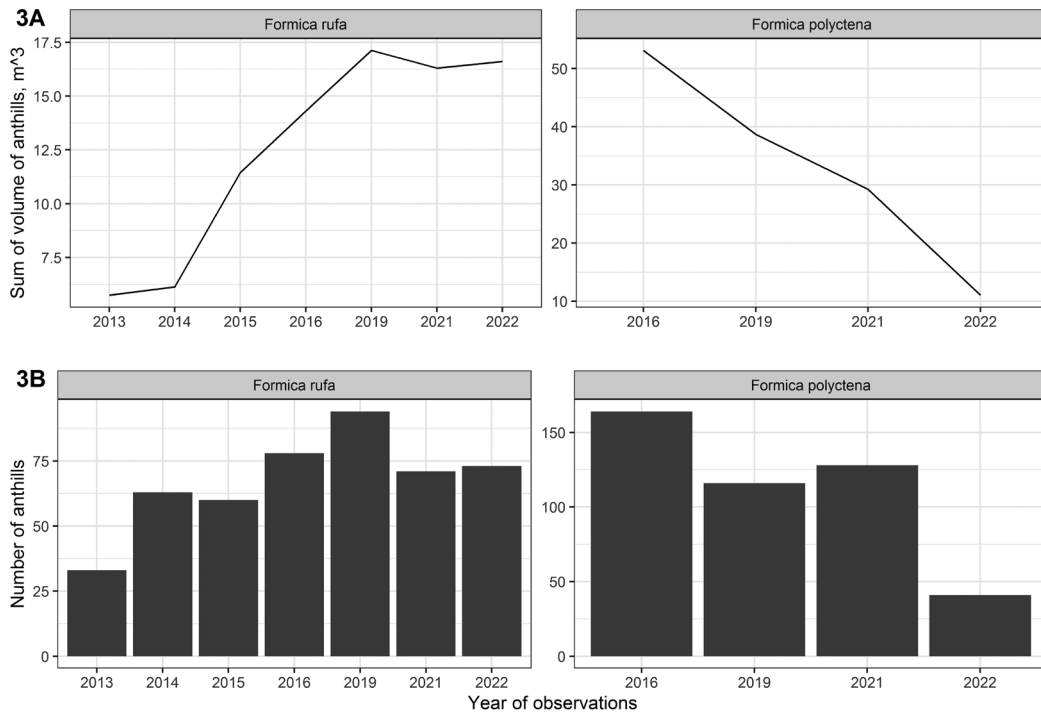 3A
Formica rufa
Formica polyctena
Sum of volume of anthills, m^3
17.5
15.0
12.5
10.0
7.5
2013 2014 2015 2016 2019 2021 2022
50
40
30
20
10
2016 2019 2021 2022
3B
Formica rufa
Formica polyctena
Number of anthills
75
50
25
0
2013 2014 2015 2016 2019 2021 2022
150
100
50
0
2016 2019 2021 2022
Year of observations